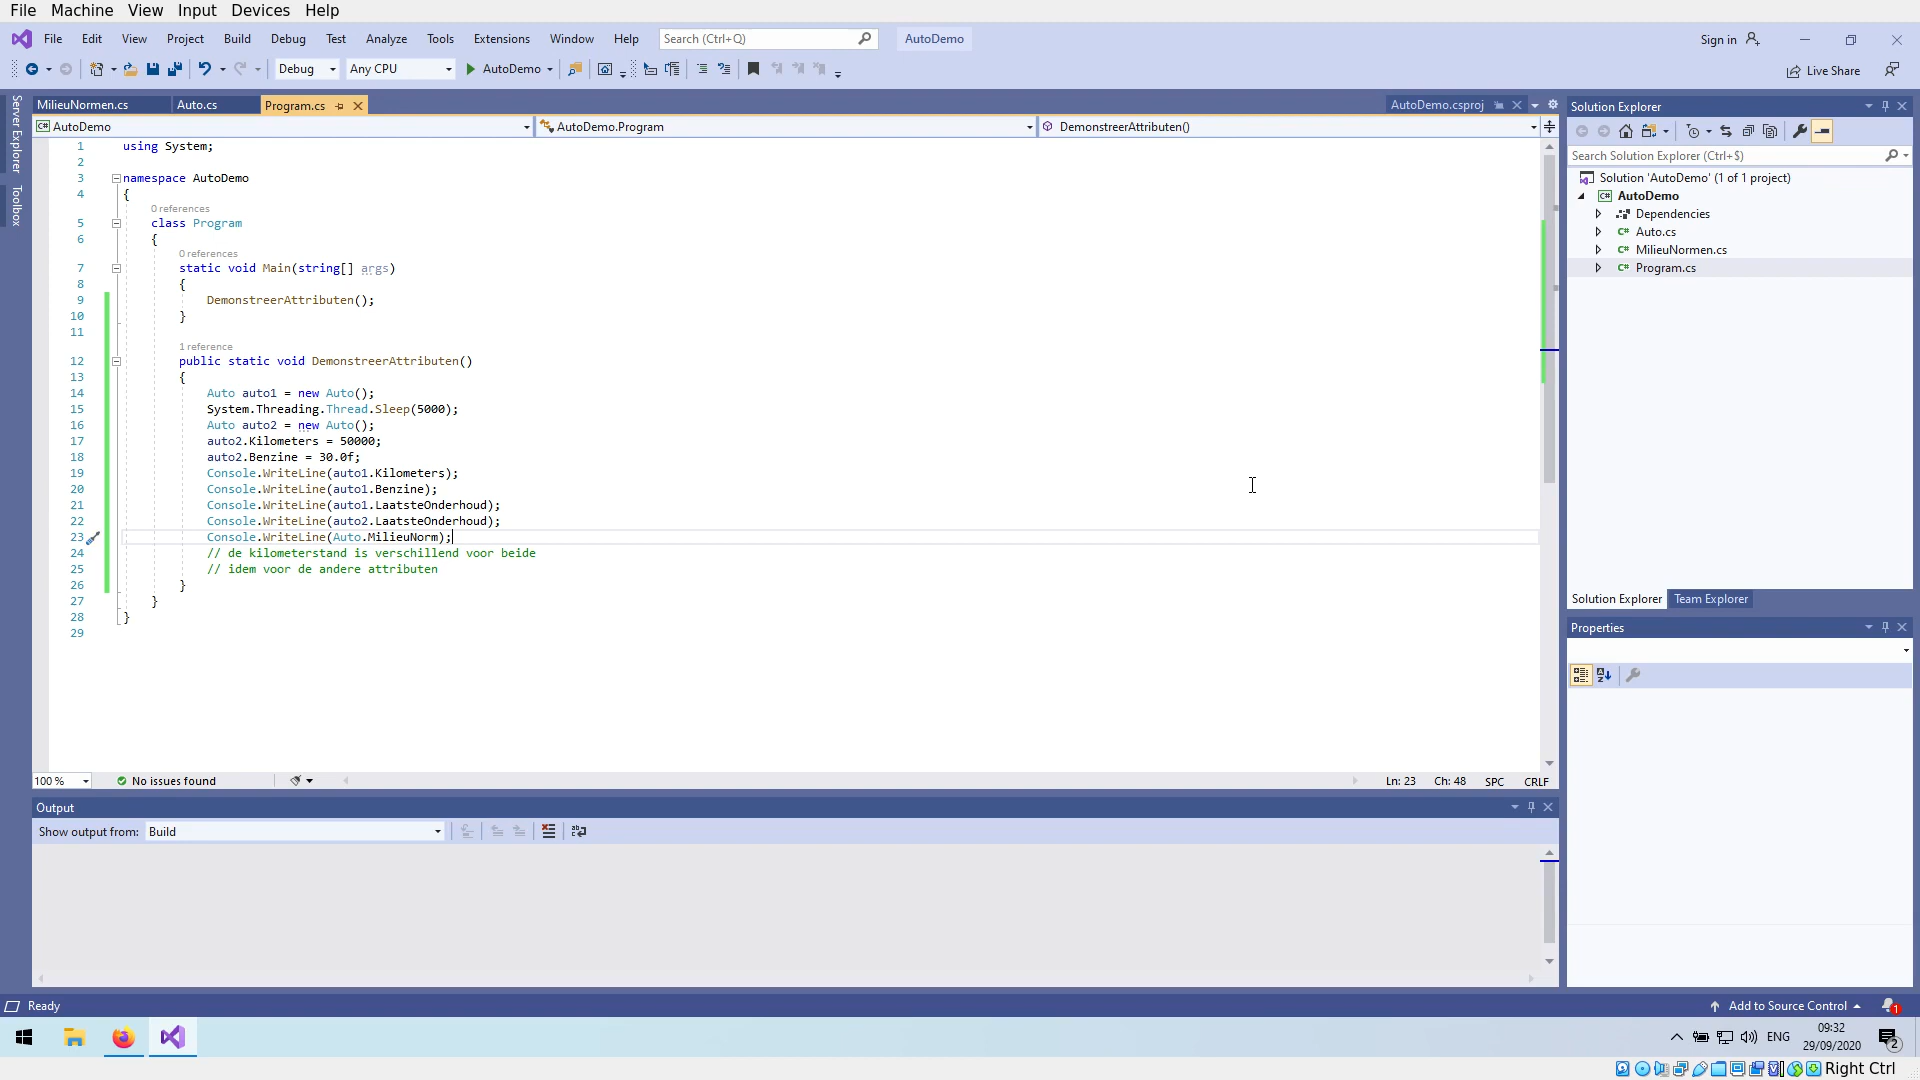 File Machine View Input Devices Help
File Edit View Project Build Debug Test Analyze Tools Extensions Window Help Search (Ctrl+Q) AutoDemo Sign in
Debug Any CPU AutoDemo Live Share
Server Explorer
Toolbox
MilieuNormen.cs Auto.cs Program.cs AutoDemo.csproj
AutoDemo AutoDemo.Program DemonstreerAttributen()
1 using System;
2
3 namespace AutoDemo
4 {
0 references
5 class Program
6 {
0 references
7 static void Main(string[] args)
8 {
9 DemonstreerAttributen();
10 }
11
1 reference
12 public static void DemonstreerAttributen()
13 {
14 Auto auto1 = new Auto();
15 System.Threading.Thread.Sleep(5000);
16 Auto auto2 = new Auto();
17 auto2.Kilometers = 50000;
18 auto2.Benzine = 30.0f;
19 Console.WriteLine(auto1.Kilometers);
20 Console.WriteLine(auto1.Benzine);
21 Console.WriteLine(auto1.LaatsteOnderhoud);
22 Console.WriteLine(auto2.LaatsteOnderhoud);
23 Console.WriteLine(Auto.MilieuNorm);
24 // de kilometerstand is verschillend voor beide
25 // idem voor de andere attributen
26 }
27 }
28 }
29
100 % No issues found Ln: 23 Ch: 48 SPC CRLF
Output
Show output from: Build
Solution Explorer
Search Solution Explorer (Ctrl+$)
Solution 'AutoDemo' (1 of 1 project)
AutoDemo
Dependencies
Auto.cs
MilieuNormen.cs
Program.cs
Solution Explorer Team Explorer
Properties
Ready Add to Source Control 1
ENG 09:32
29/09/2020 2
Right Ctrl